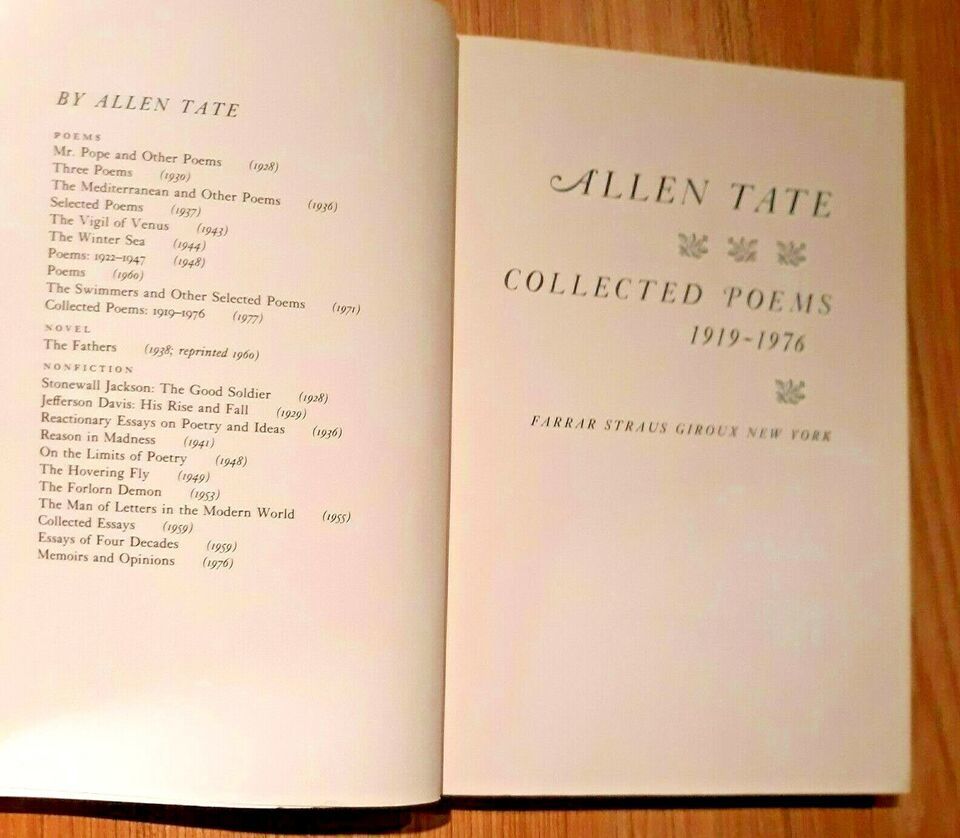 BY ALLEN TATE
POEMS
Mr. Pope and Other Poems (1928)
Three Poems (1930)
The Mediterranean and Other Poems (1936)
Selected Poems (1937)
The Vigil of Venus (1943)
The Winter Sea (1944)
Poems: 1922–1947 (1948)
Poems (1960)
The Swimmers and Other Selected Poems (1971)
Collected Poems: 1919–1976 (1977)
NOVEL
The Fathers (1938; reprinted 1960)
NONFICTION
Stonewall Jackson: The Good Soldier (1928)
Jefferson Davis: His Rise and Fall (1929)
Reactionary Essays on Poetry and Ideas (1936)
Reason in Madness (1941)
On the Limits of Poetry (1948)
The Hovering Fly (1949)
The Forlorn Demon (1953)
The Man of Letters in the Modern World (1955)
Collected Essays (1959)
Essays of Four Decades (1959)
Memoirs and Opinions (1976)
ALLEN TATE
COLLECTED POEMS
1919–1976
FARRAR STRAUS GIROUX NEW YORK